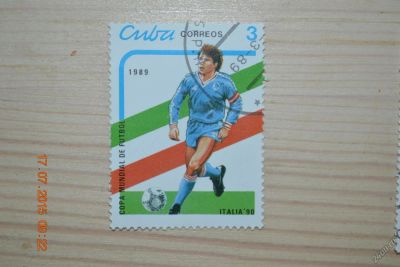 Cuba CORREOS 3
1989
COPA MUNDIAL DE FUTBOL
ITALIA '90
17.07.2015 09:22